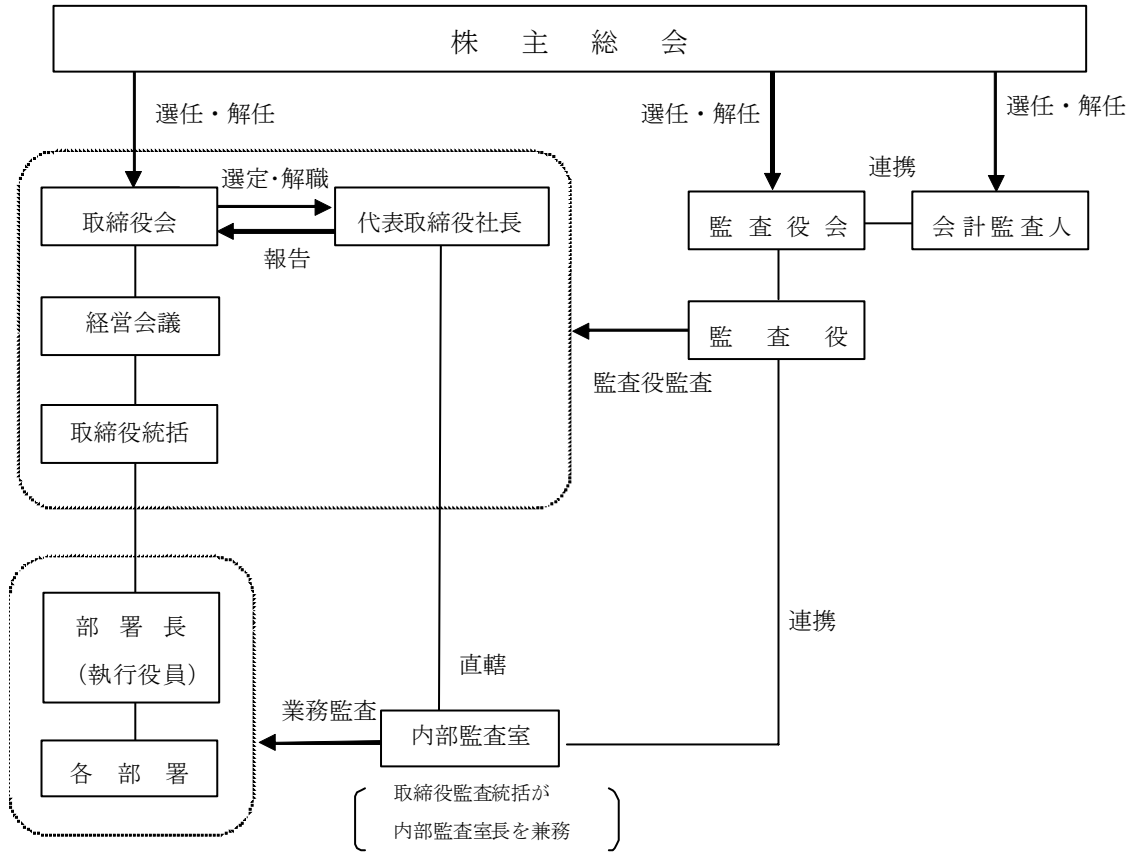 株主総会
選任・解任
選任・解任
選任・解任
連携
選定・解職
取締役会
代表取締役社長
監査役会
会計監査人
報告
経営会議
監査役
監査役監査
取締役統括
部署長
(執行役員)
連携
直轄
業務監査
内部監査室
各部署
取締役監査統括が
内部監査室長を兼務